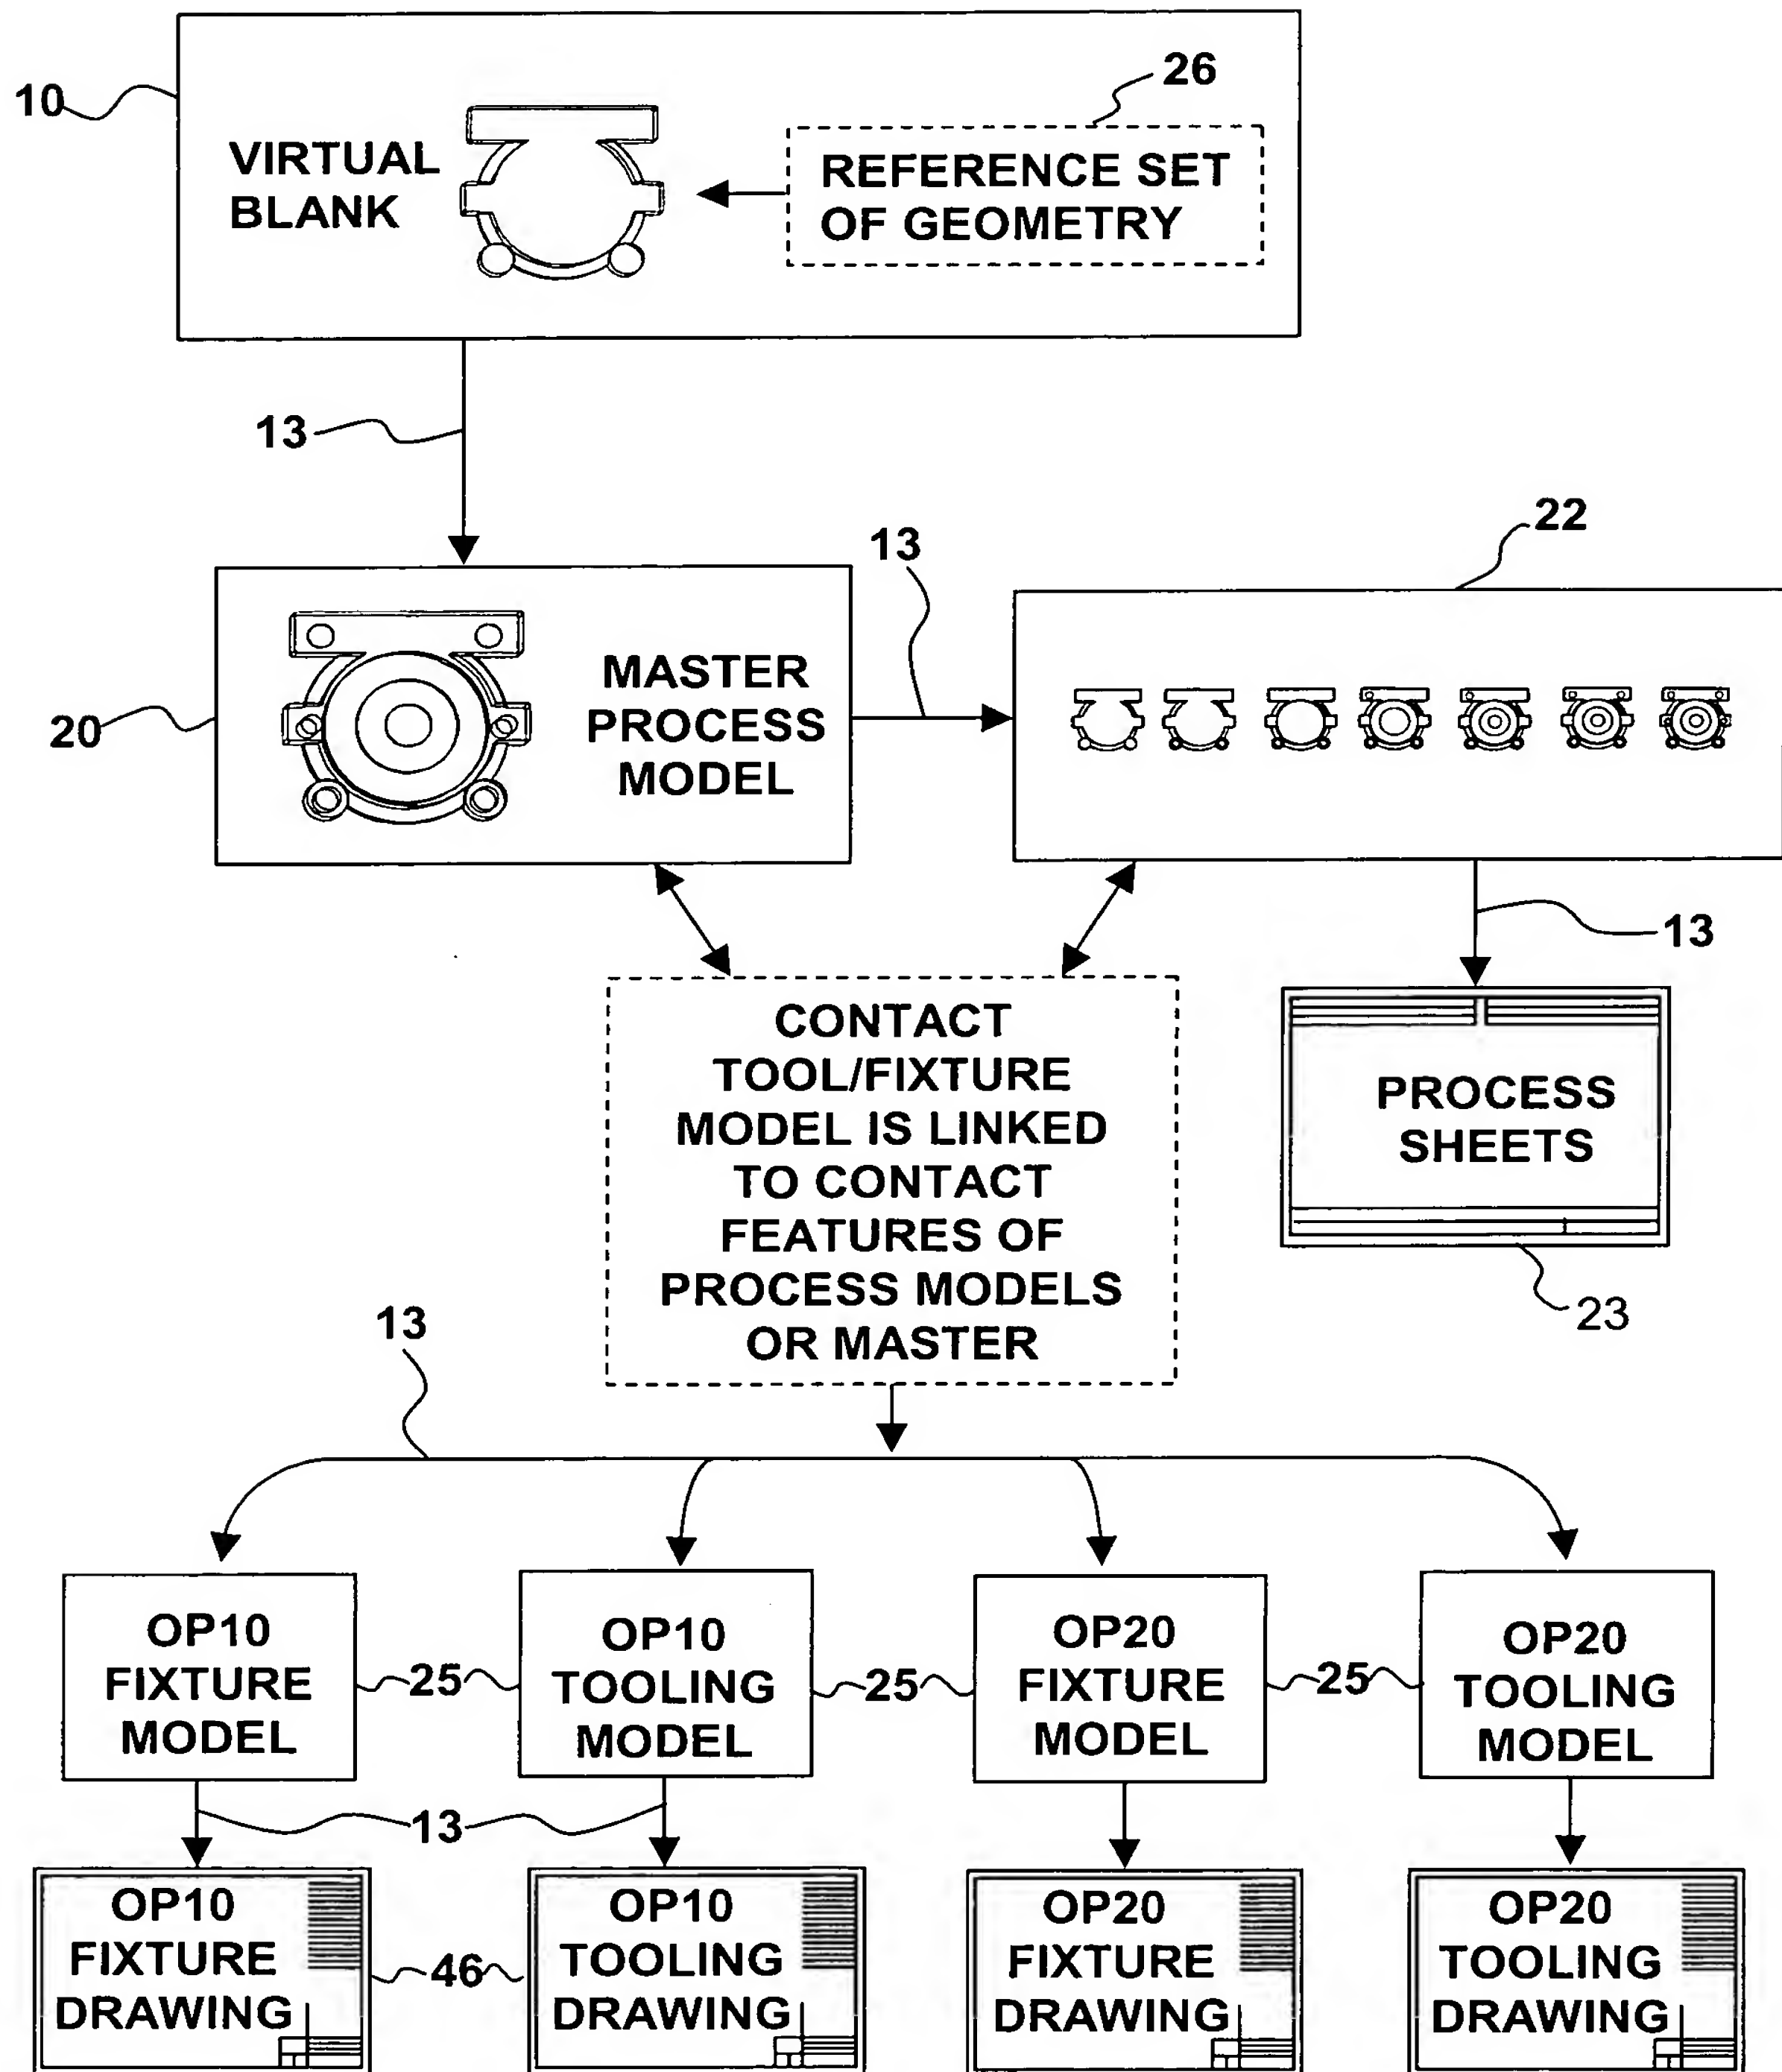 10
26
VIRTUAL
BLANK
REFERENCE SET
OF GEOMETRY
13
13
22
20
MASTER
PROCESS
MODEL
13
CONTACT
TOOL/FIXTURE
MODEL IS LINKED
TO CONTACT
FEATURES OF
PROCESS MODELS
OR MASTER
PROCESS
SHEETS
23
13
OP10
FIXTURE
MODEL
25
OP10
TOOLING
MODEL
25
OP20
FIXTURE
MODEL
25
OP20
TOOLING
MODEL
13
OP10
FIXTURE
DRAWING
46
OP10
TOOLING
DRAWING
OP20
FIXTURE
DRAWING
OP20
TOOLING
DRAWING